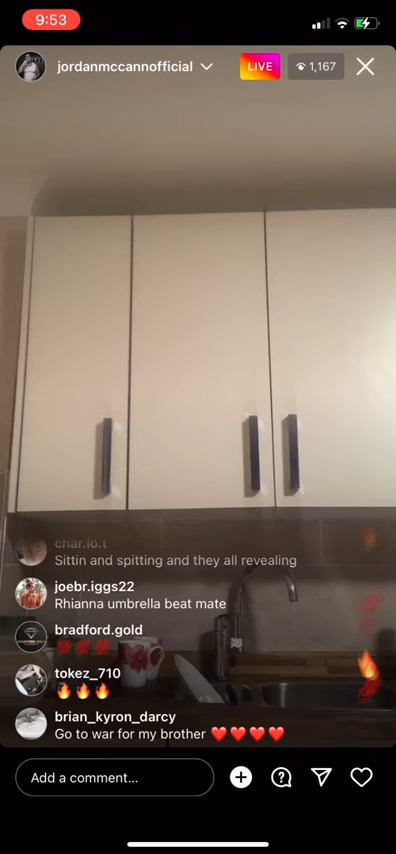 9:53
jordanmccannofficial
LIVE
1,167
char.lo.t
Sittin and spitting and they all revealing
joebr.iggs22
Rhianna umbrella beat mate
bradford.gold
💯 💯 💯
tokez_710
🔥 🔥 🔥
brian_kyron_darcy
Go to war for my brother ❤️❤️❤️❤️
Add a comment...